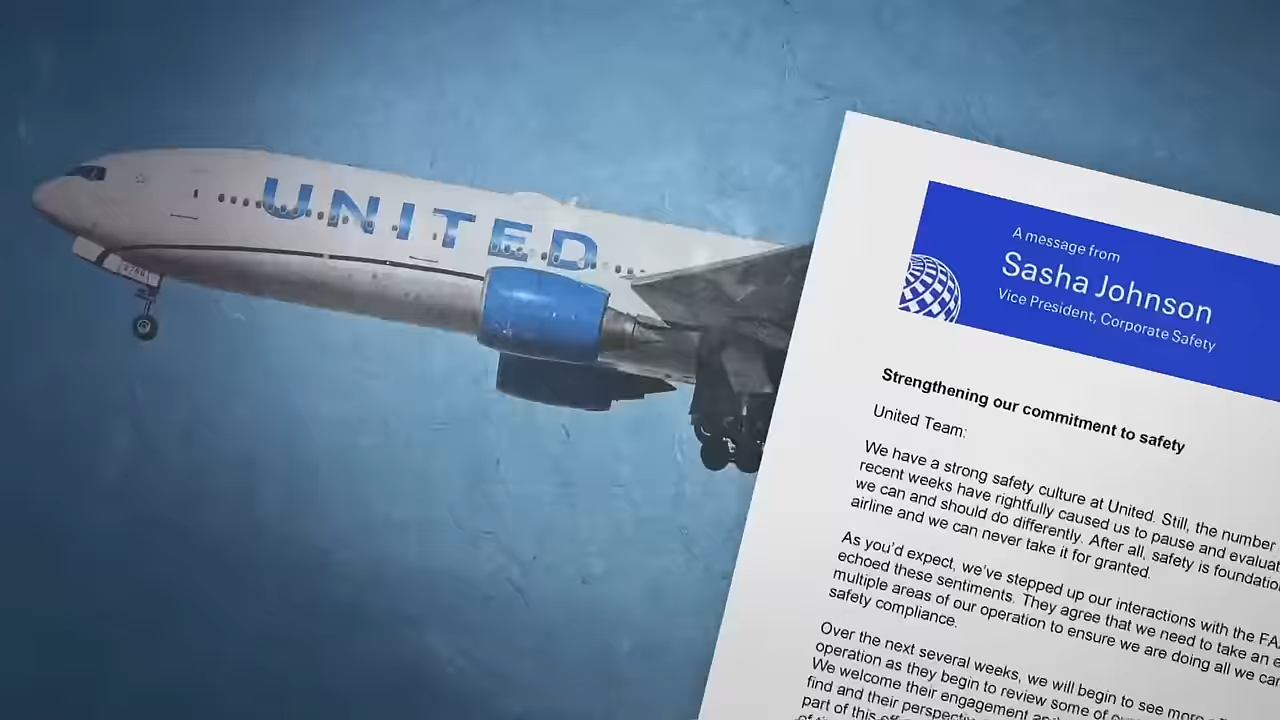 UNITED
A message from
Sasha Johnson
Vice President, Corporate Safety
Strengthening our commitment to safety
United Team:
We have a strong safety culture at United. Still, the number
recent weeks have rightfully caused us to pause and
we can and should do differently. After all, safety is
airline and we can never take it for granted.
As you'd expect, we've stepped up our interactions with the
echoed these sentiments. They agree that we need to take an
multiple areas of our operation to ensure we are doing all we can
safety compliance.
Over the next several weeks, we will begin to see more
operation as they begin to review some of
We welcome their engagement
find and their
part of this